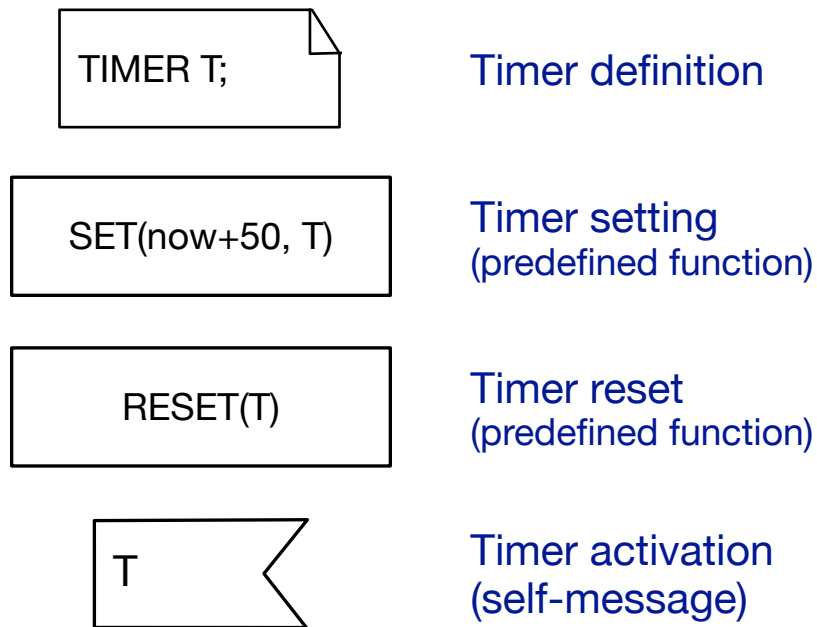 TIMER T;
Timer definition
SET(now+50, T)
Timer setting
(predefined function)
RESET(T)
Timer reset
(predefined function)
T
Timer activation
(self-message)